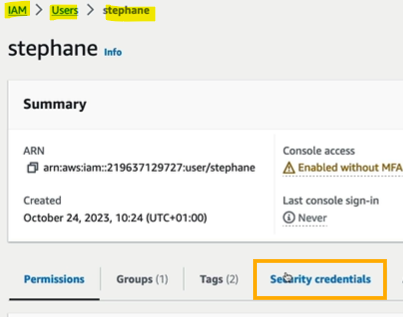 IAM > Users > stephane
stephane Info
Summary
ARN
arn:aws:iam::219637129727:user/stephane
Created
October 24, 2023, 10:24 (UTC+01:00)
Console access
Enabled without MFA
Last console sign-in
Never
Permissions Groups (1) Tags (2) Security credentials